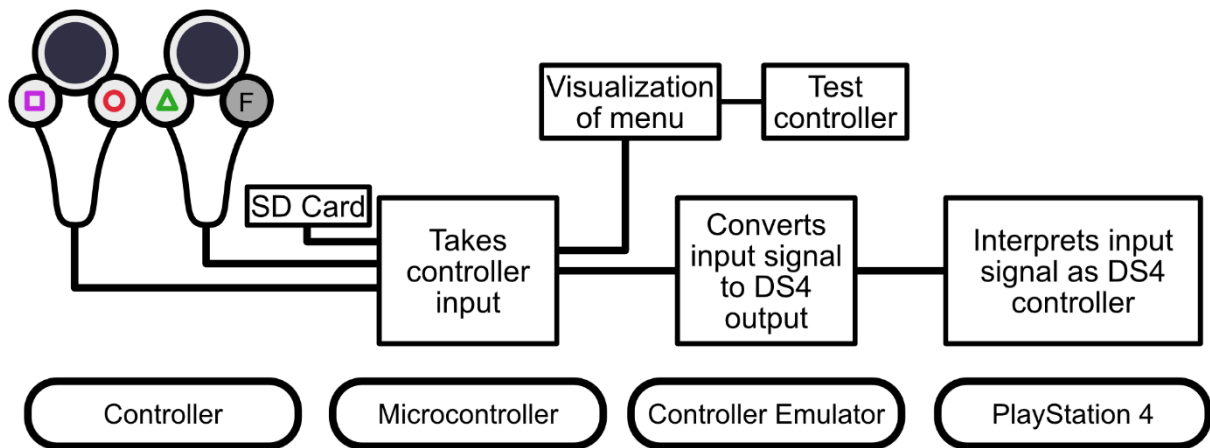 F
Visualization
of menu
Test
controller
SD Card
Takes
controller
input
Converts
input signal
to DS4
output
Interprets input
signal as DS4
controller
Controller
Microcontroller
Controller Emulator
PlayStation 4